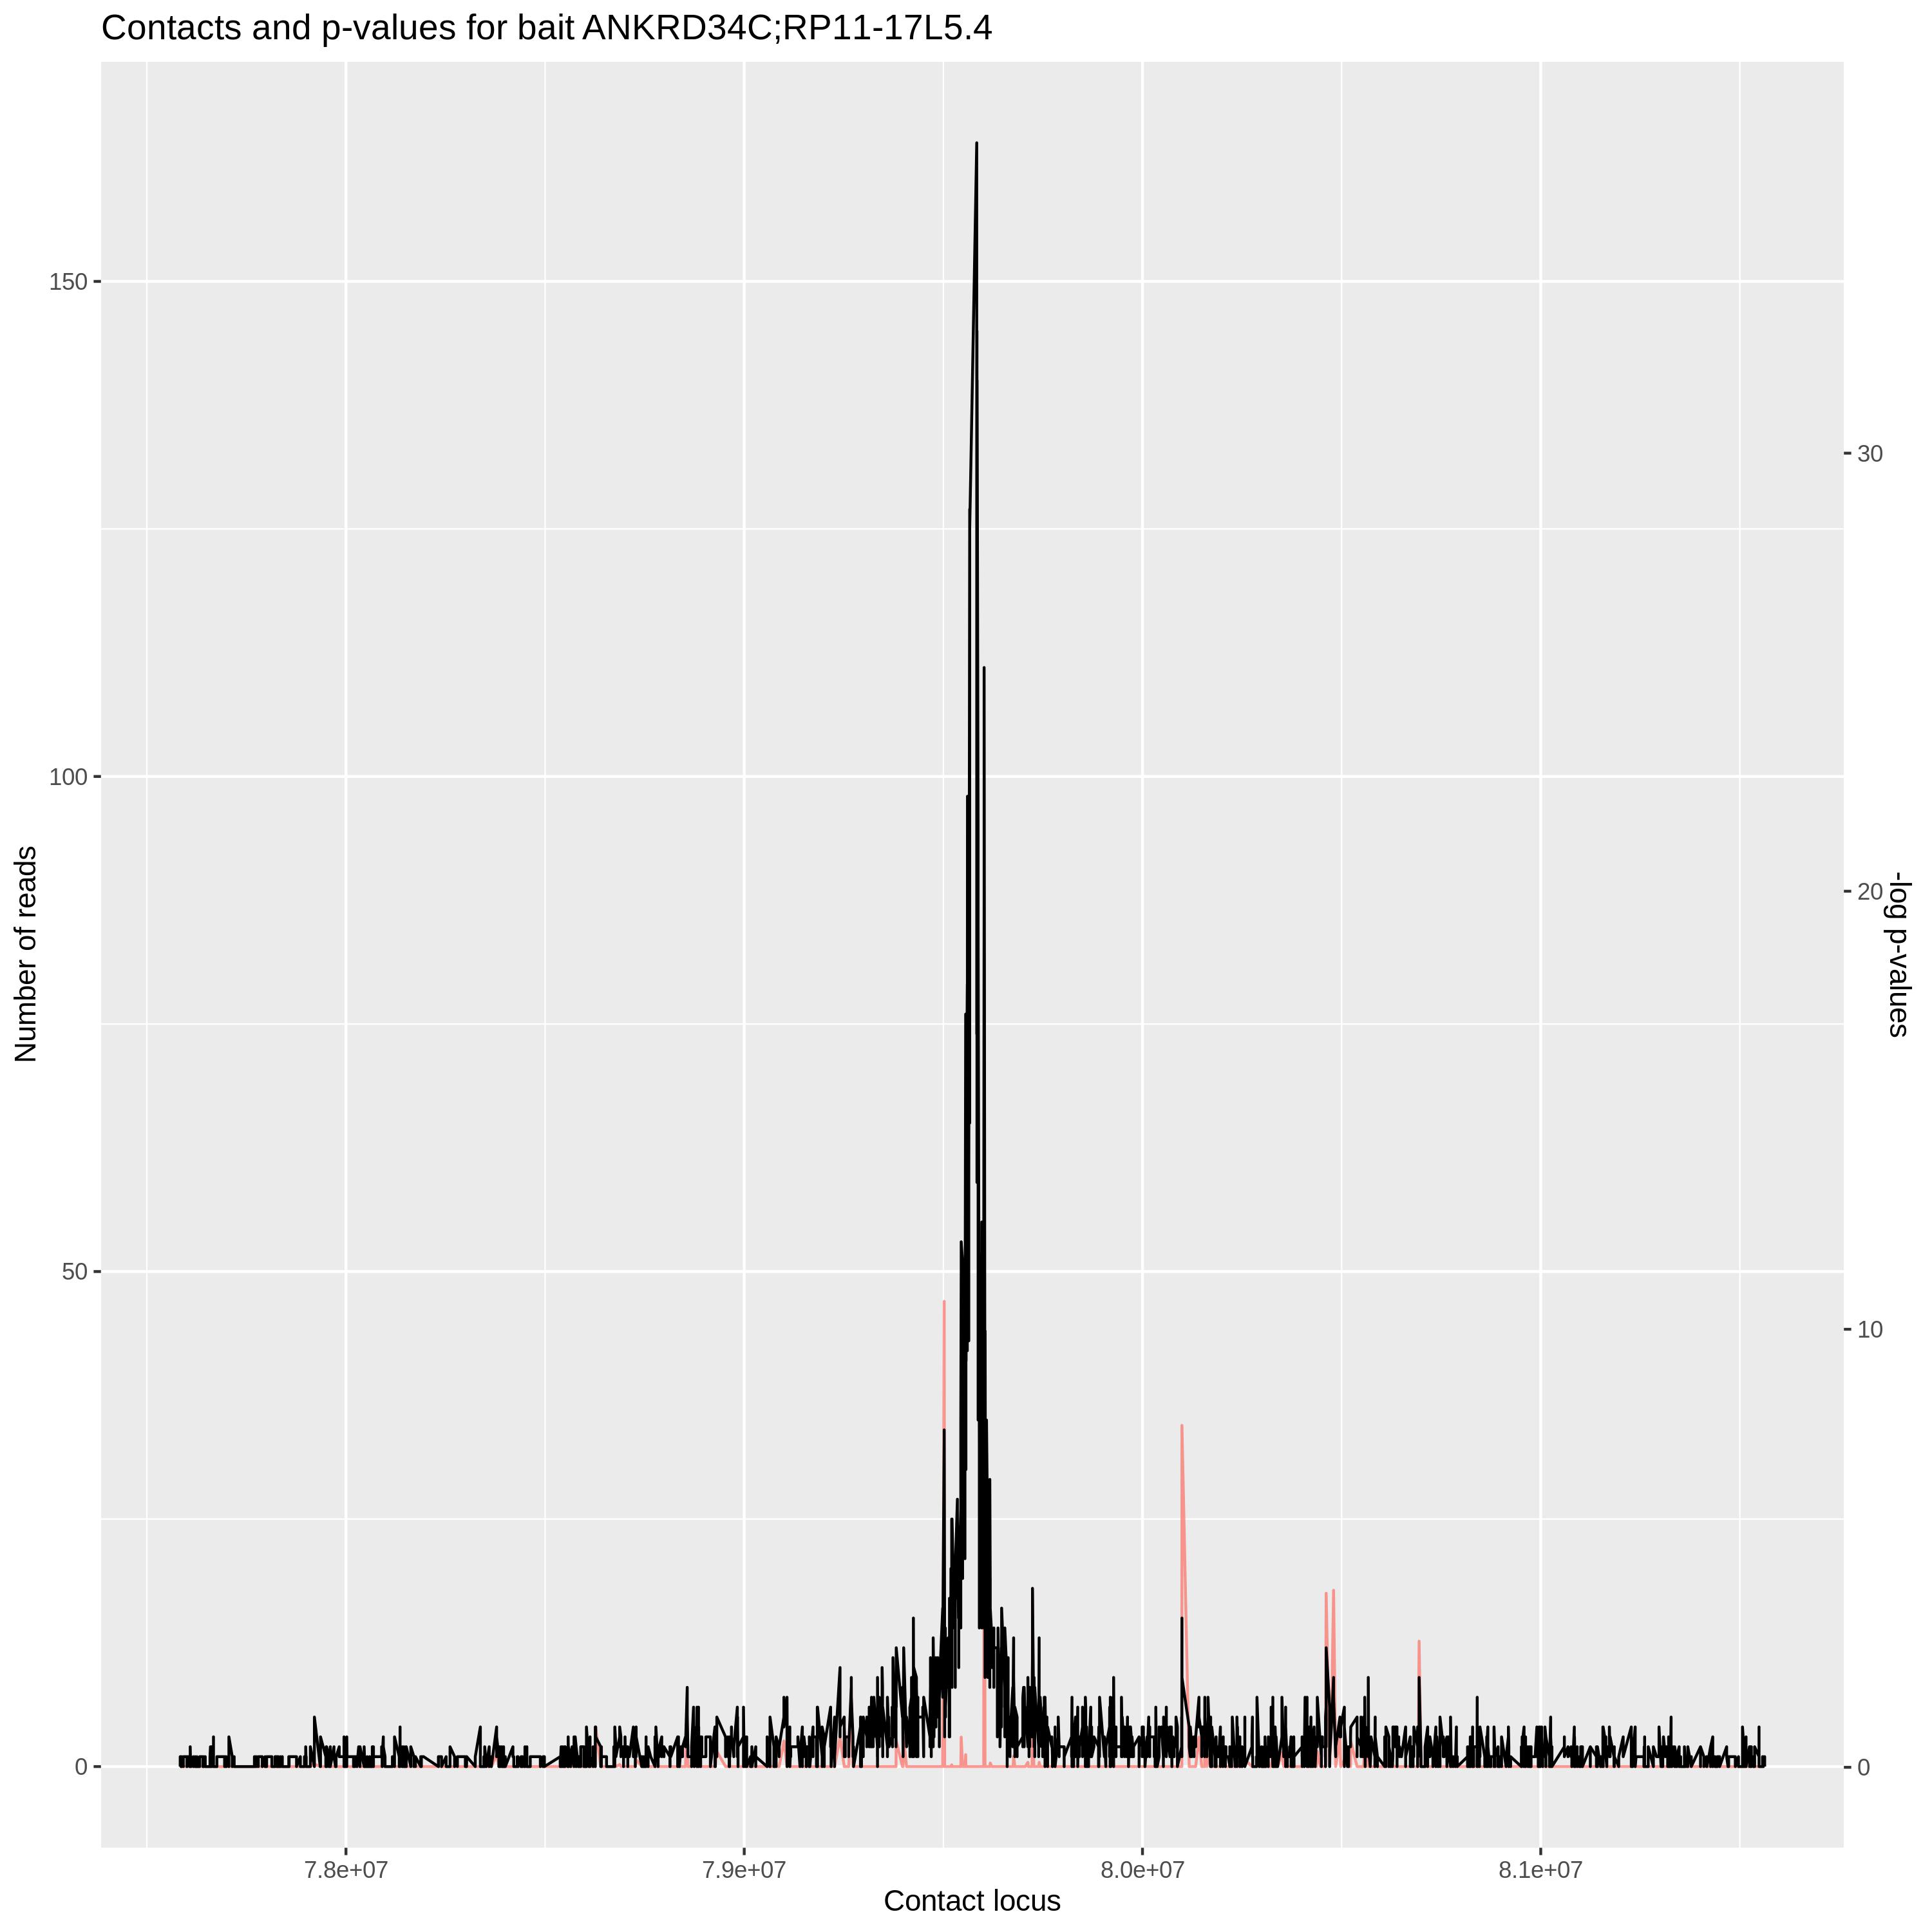 Contacts and p-values for bait ANKRD34C;RP11-17L5.4
150
100
50
0
Number of reads
30
20
10
0
-log p-values
7.8e+07
7.9e+07
8.0e+07
8.1e+07
Contact locus